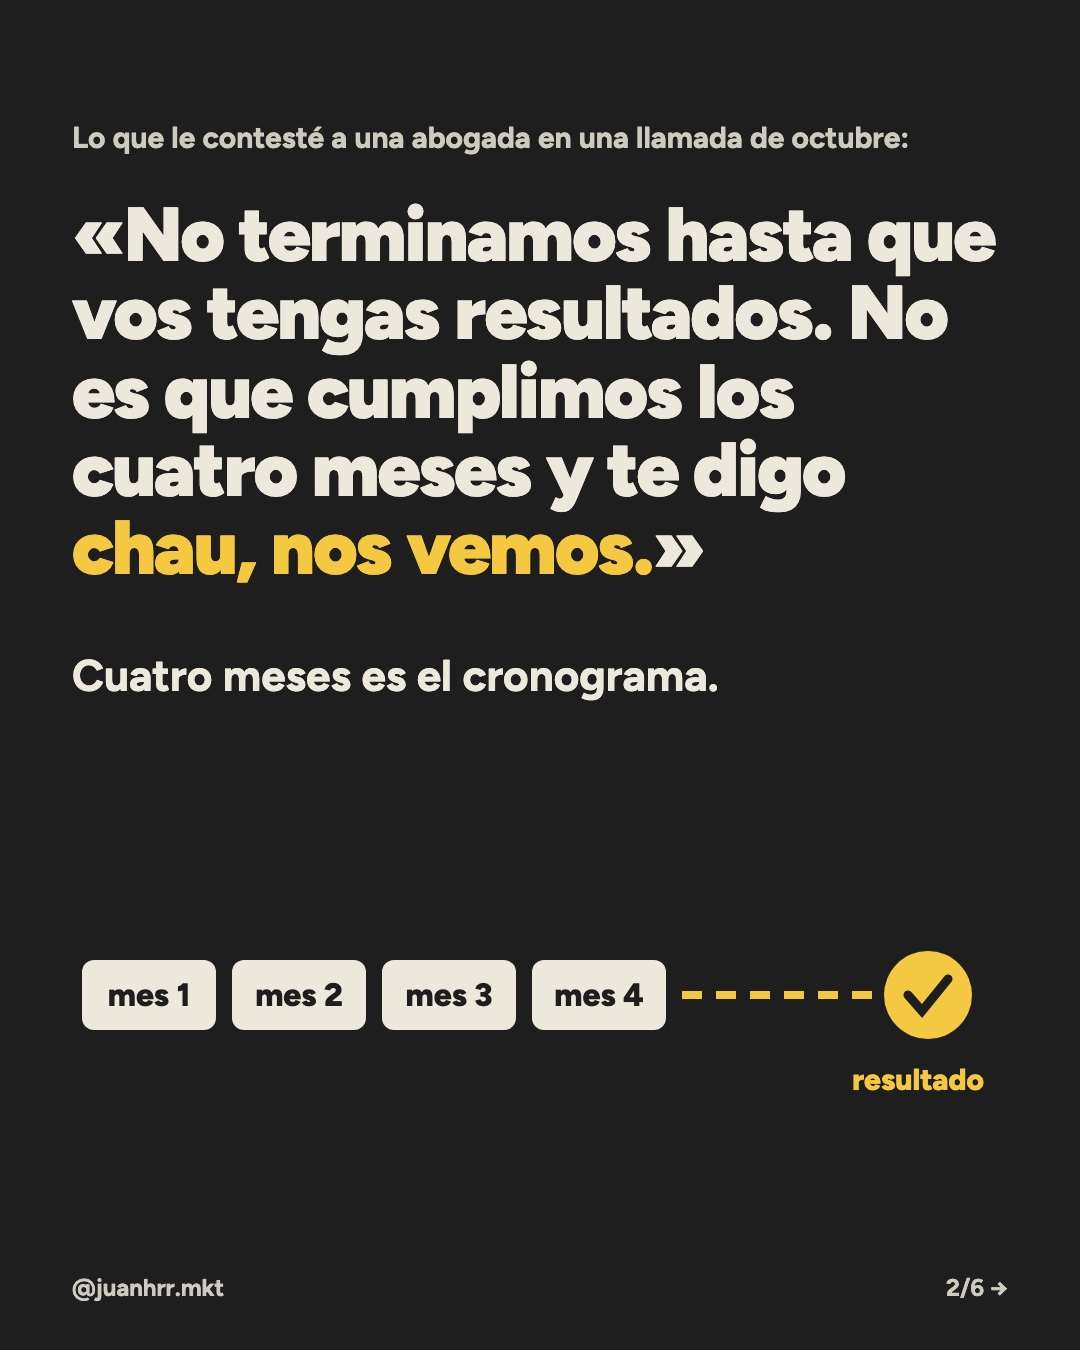 Lo que le contesté a una abogada en una llamada de octubre:
«No terminamos hasta que
vos tengas resultados. No
es que cumplimos los
cuatro meses y te digo
chau, nos vemos.»
Cuatro meses es el cronograma.
mes 1 mes 2 mes 3 mes 4
resultado
@juanhrr.mkt 2/6 →